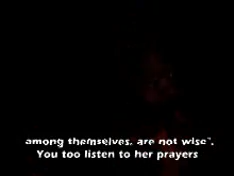 among themselves, are not wise".
You too listen to her prayers